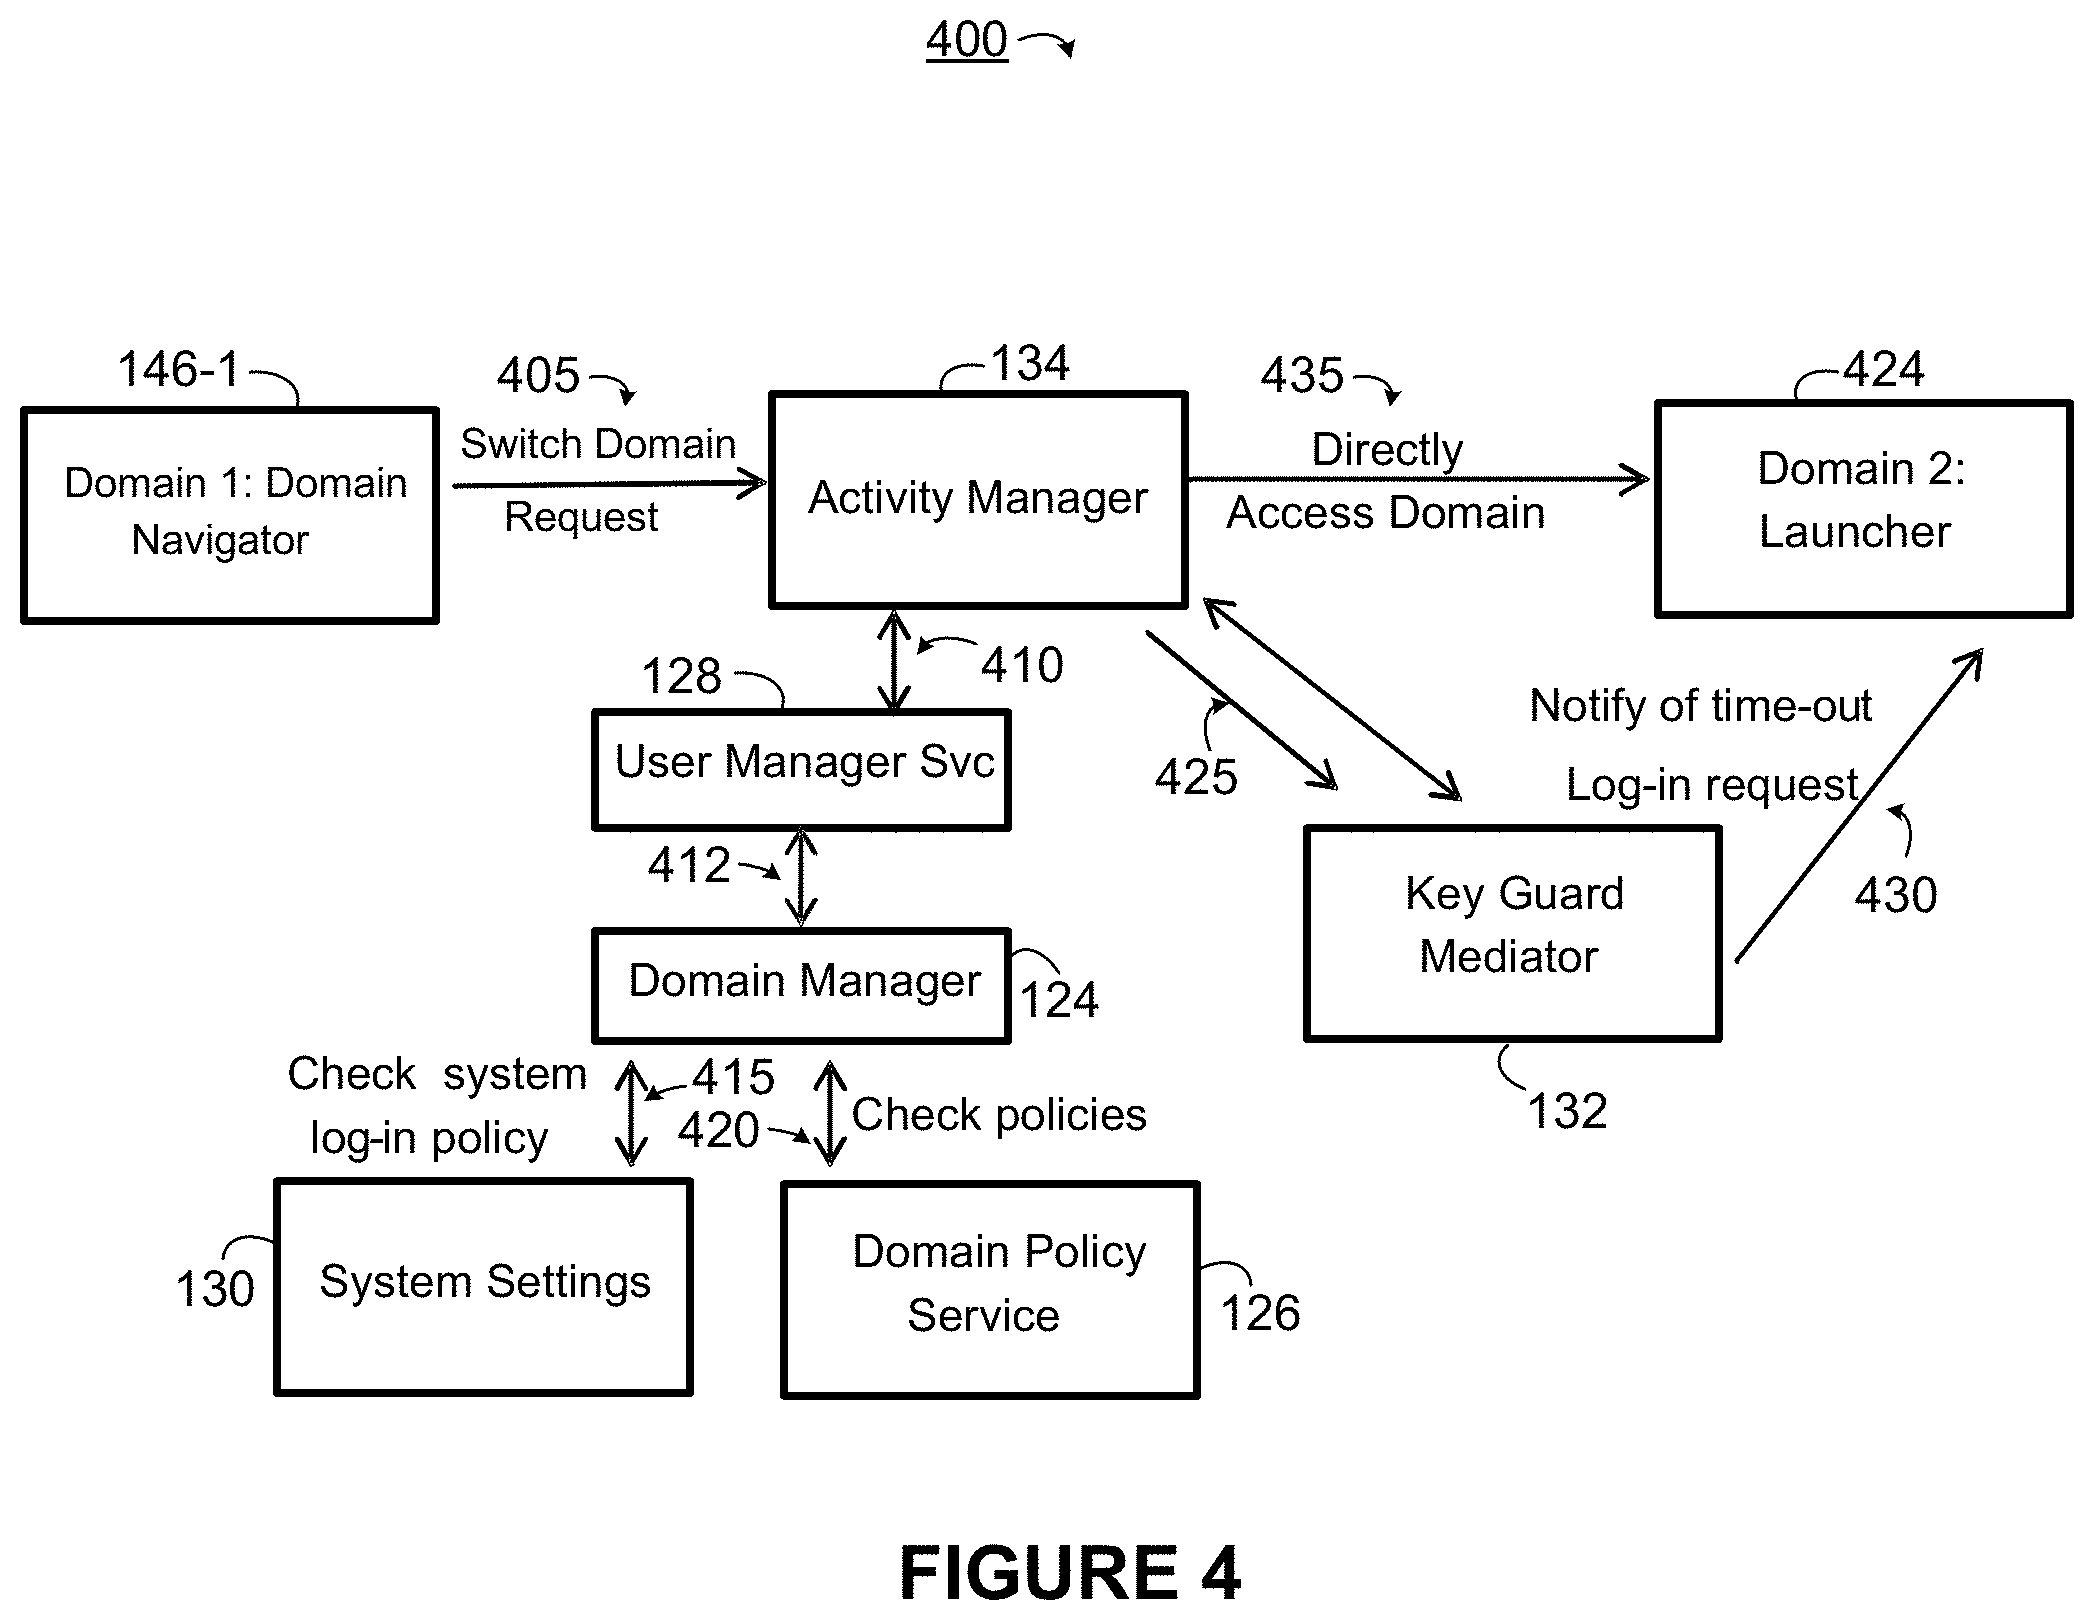 400
146-1
405
134
435
424
Domain 1: Domain
Navigator
Switch Domain
Request
Activity Manager
Directly
Access Domain
Domain 2:
Launcher
410
128
User Manager Svc
425
Notify of time-out
Log-in request
430
412
Domain Manager
124
Key Guard
Mediator
132
Check system
log-in policy
415
420
Check policies
130
System Settings
Domain Policy
Service
126
FIGURE 4